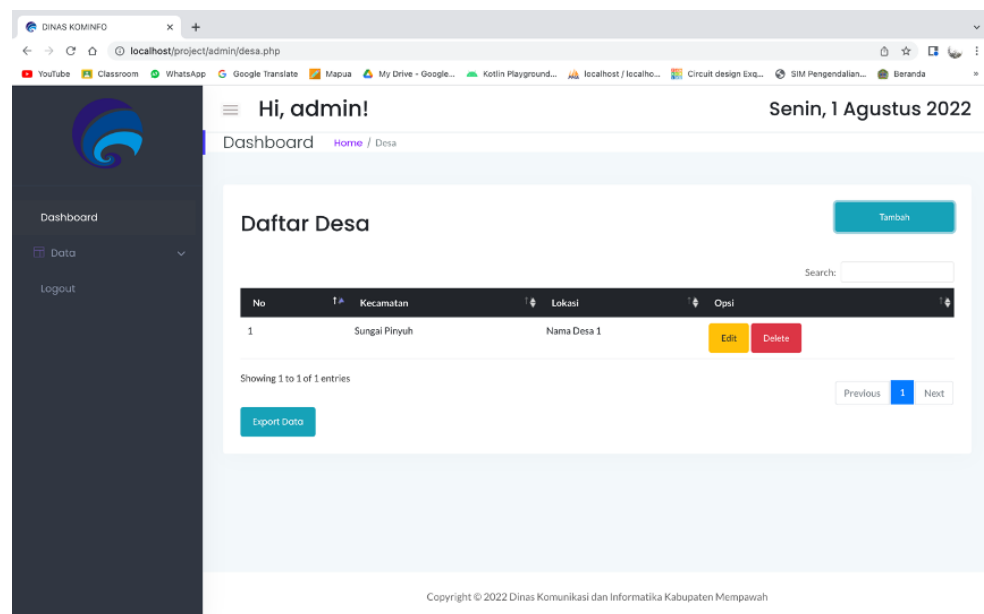 DINAS KOMINFO
localhost/project/admin/desa.php
YouTube Classroom WhatsApp Google Translate Mapua My Drive - Google... Kotlin Playground... localhost / localho... Circuit design Exq... SIM Pengendalian... Beranda »
Hi, admin! Senin, 1 Agustus 2022
Dashboard Home / Desa
Dashboard
Data
Logout
Daftar Desa Tambah
Search:
No Kecamatan Lokasi Opsi
1 Sungai Pinyuh Nama Desa 1 Edit Delete
Showing 1 to 1 of 1 entries
Previous 1 Next
Export Data
Copyright © 2022 Dinas Komunikasi dan Informatika Kabupaten Mempawah